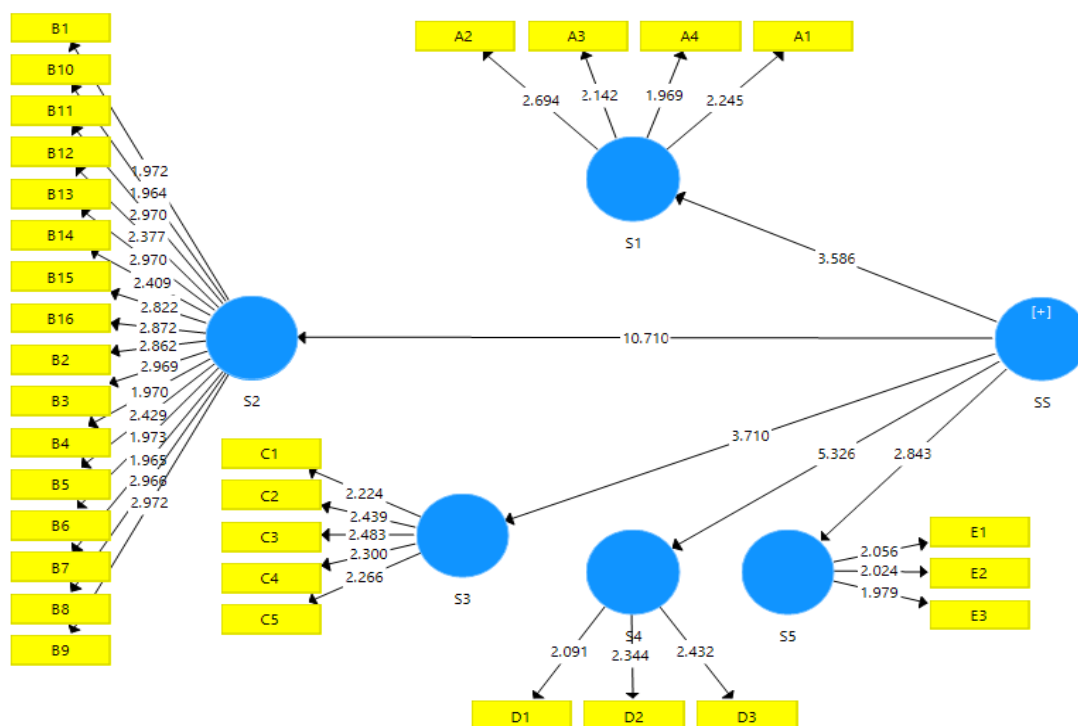 B1
B10
B11
B12
B13
B14
B15
B16
B2
B3
B4
B5
B6
B7
B8
B9
1.972
1.964
2.970
2.377
2.970
2.409
2.822
2.872
2.862
2.969
1.970
2.429
1.973
1.965
2.966
2.972
S2
A2
A3
A4
A1
2.694
2.142
1.969
2.245
S1
3.586
10.710
3.710
5.326
2.843
[+]
SS
C1
C2
C3
C4
C5
2.224
2.439
2.483
2.300
2.266
S3
S4
2.091
2.344
2.432
D1
D2
D3
S5
2.056
2.024
1.979
E1
E2
E3